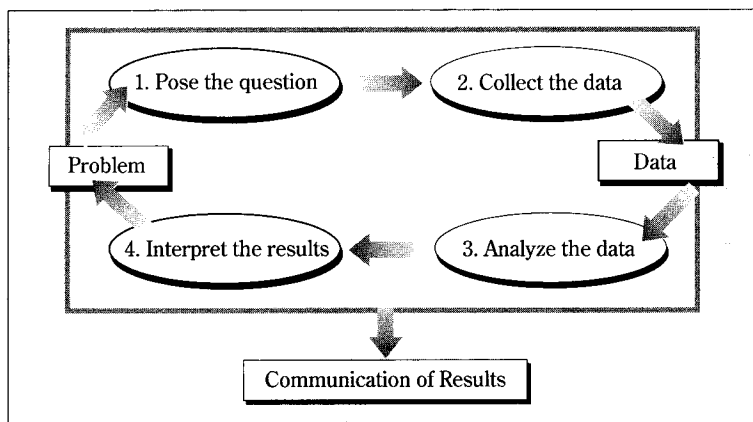 1. Pose the question
2. Collect the data
Problem
Data
4. Interpret the results
3. Analyze the data
Communication of Results